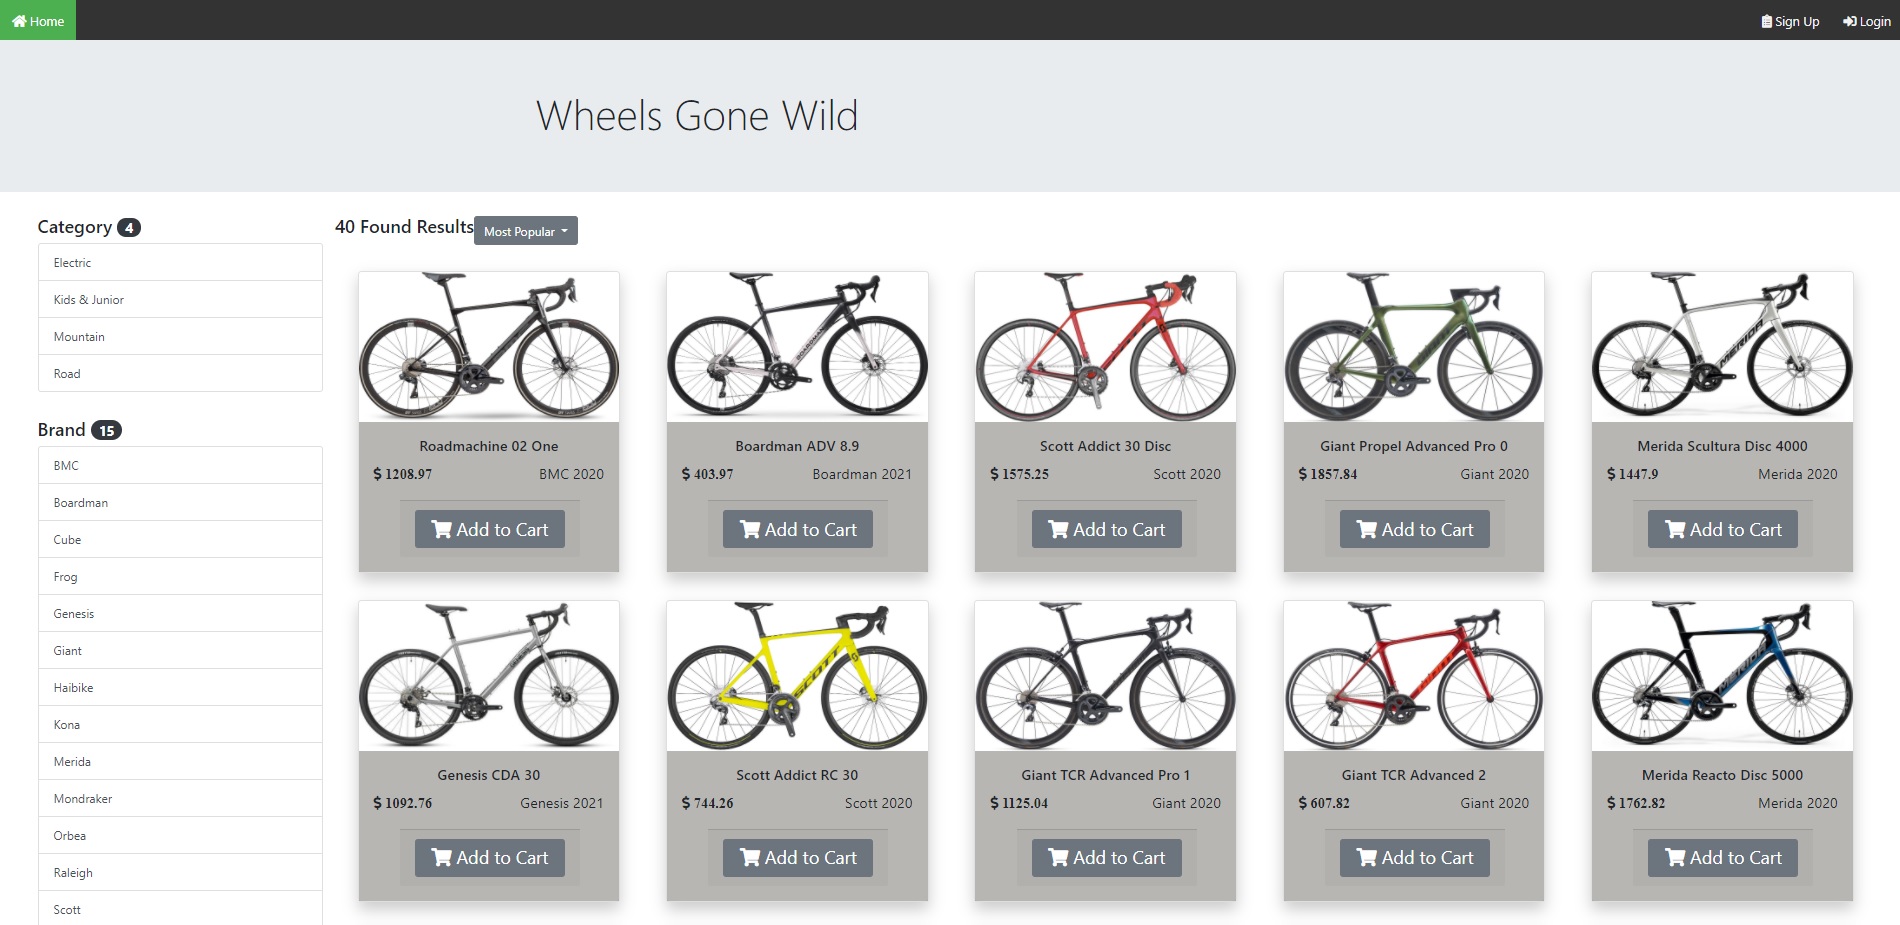 Home
Sign Up
Login
Wheels Gone Wild
Category 4
Electric
Kids & Junior
Mountain
Road
Brand 15
BMC
Boardman
Cube
Frog
Genesis
Giant
Haibike
Kona
Merida
Mondraker
Orbea
Raleigh
Scott
40 Found Results
Most Popular
BOARDMAN
MERIDA
Roadmachine 02 One
$ 1208.97 BMC 2020
Add to Cart
Boardman ADV 8.9
$ 403.97 Boardman 2021
Add to Cart
Scott Addict 30 Disc
$ 1575.25 Scott 2020
Add to Cart
Giant Propel Advanced Pro 0
$ 1857.84 Giant 2020
Add to Cart
Merida Scultura Disc 4000
$ 1447.9 Merida 2020
Add to Cart
SCOTT
MERIDA
Genesis CDA 30
$ 1092.76 Genesis 2021
Add to Cart
Scott Addict RC 30
$ 744.26 Scott 2020
Add to Cart
Giant TCR Advanced Pro 1
$ 1125.04 Giant 2020
Add to Cart
Giant TCR Advanced 2
$ 607.82 Giant 2020
Add to Cart
Merida Reacto Disc 5000
$ 1762.82 Merida 2020
Add to Cart